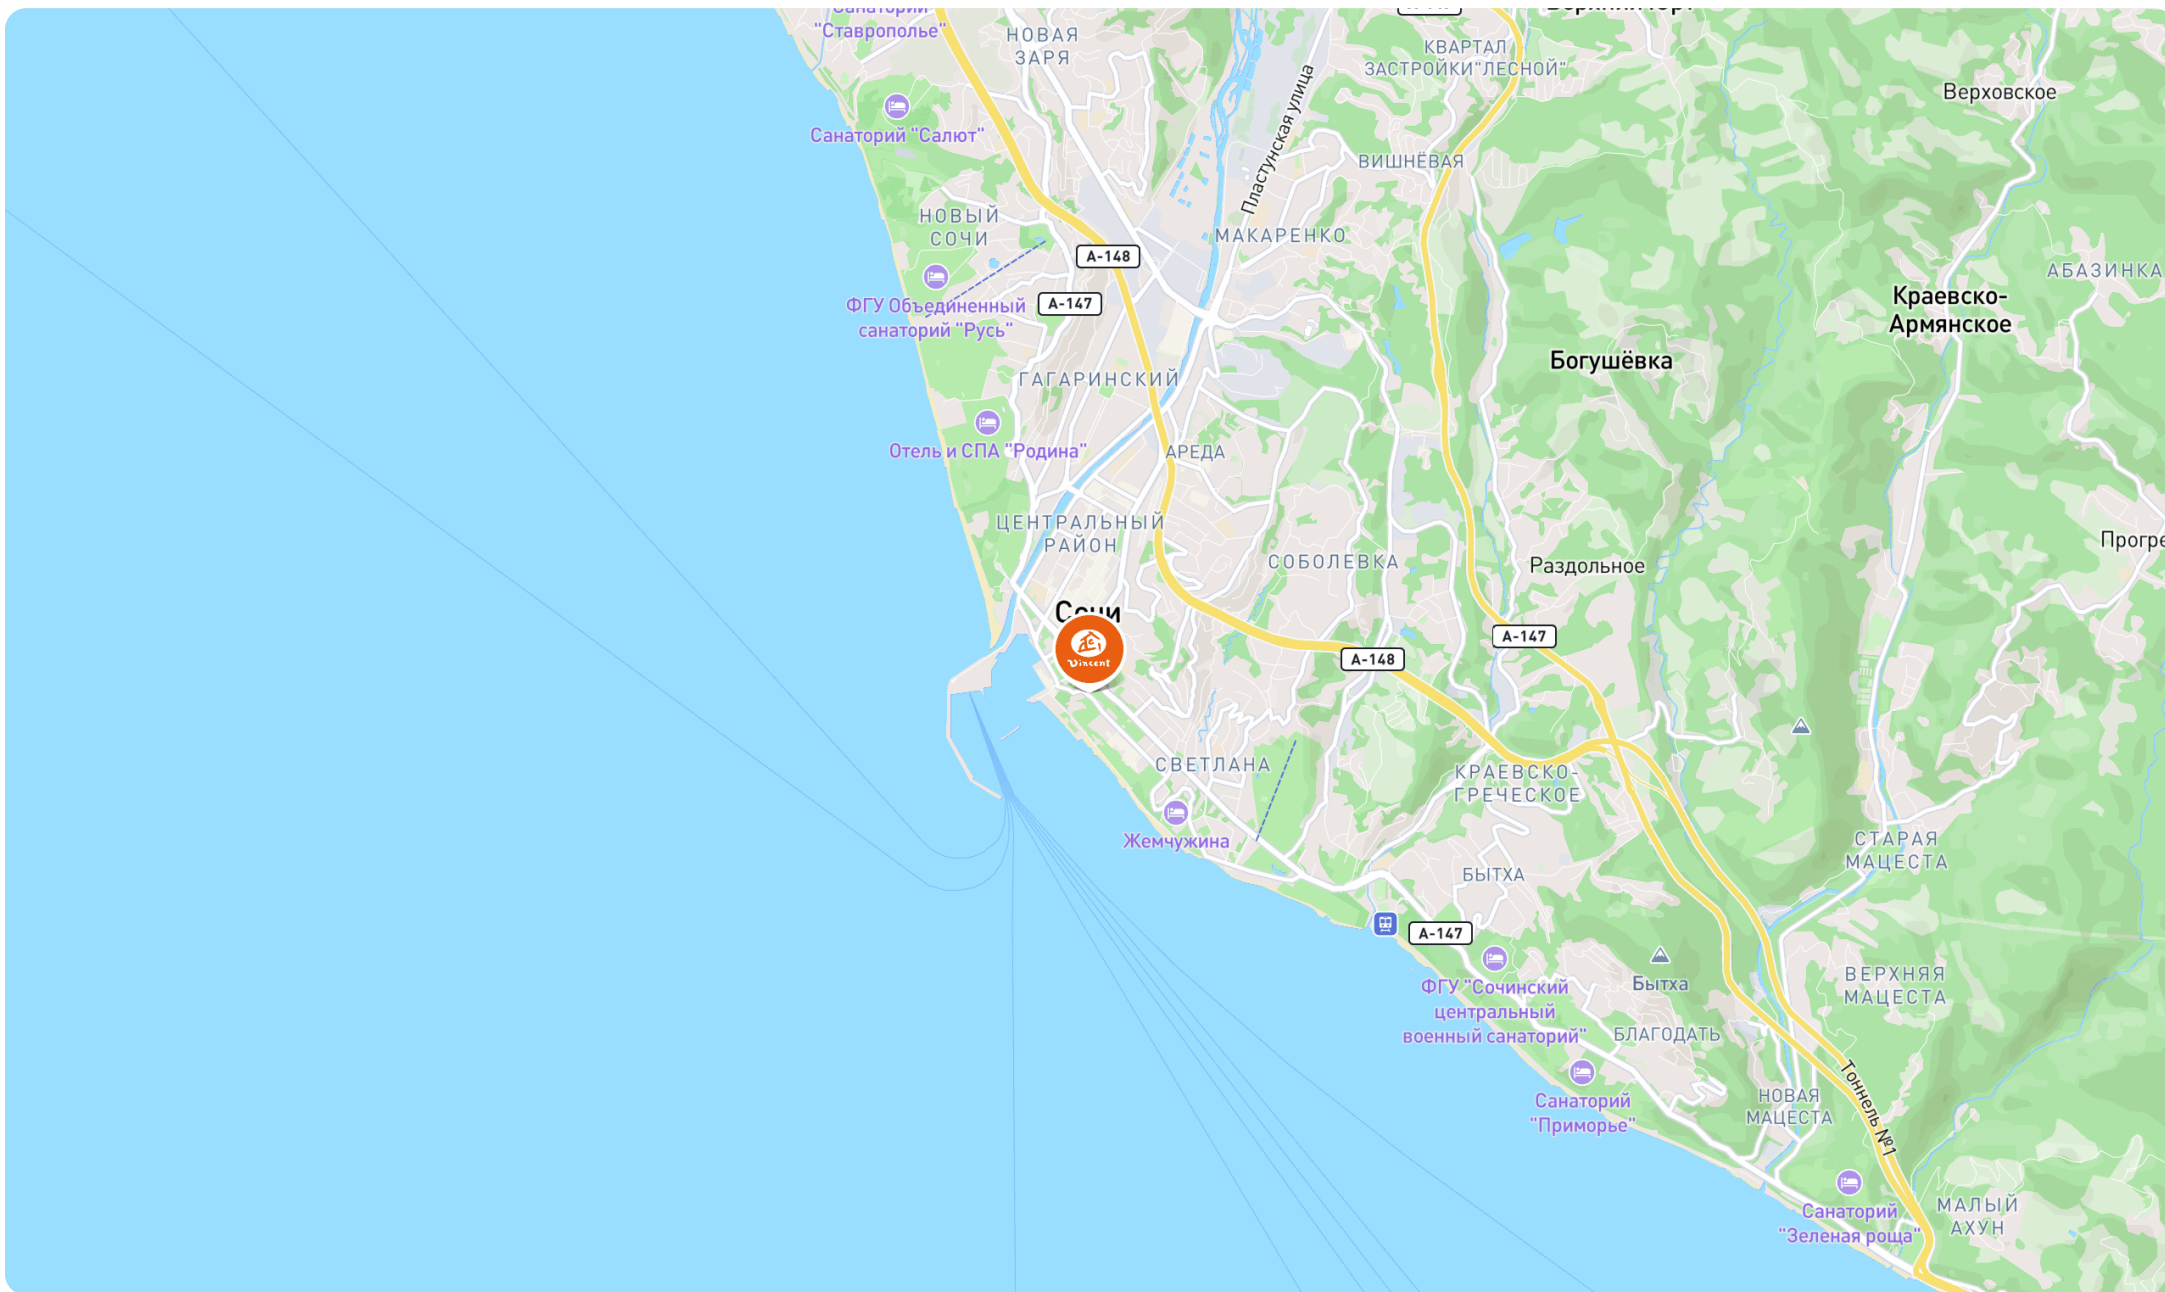 Санаторий
"Ставрополье"
НОВАЯ
ЗАРЯ
КВАРТАЛ
ЗАСТРОЙКИ"ЛЕСНОЙ"
Верховское
Санаторий "Салют"
Пластунская улица
ВИШНЁВАЯ
НОВЫЙ
СОЧИ
МАКАРЕНКО
А-148
АБАЗИНКА
ФГУ Объединенный
санаторий "Русь"
А-147
Краевско-
Армянское
Богушёвка
ГАГАРИНСКИЙ
Отель и СПА "Родина"
АРЕДА
ЦЕНТРАЛЬНЫЙ
РАЙОН
СОБОЛЕВКА
Раздольное
Прогре
Сочи
Vincent
А-147
А-148
СВЕТЛАНА
КРАЕВСКО-
ГРЕЧЕСКОЕ
Жемчужина
СТАРАЯ
МАЦЕСТА
БЫТХА
А-147
ФГУ "Сочинский
центральный
военный санаторий"
Бытха
ВЕРХНЯЯ
МАЦЕСТА
БЛАГОДАТЬ
Санаторий
"Приморье"
НОВАЯ
МАЦЕСТА
Тоннель №1
Санаторий
"Зеленая роща"
МАЛЫЙ
АХУН